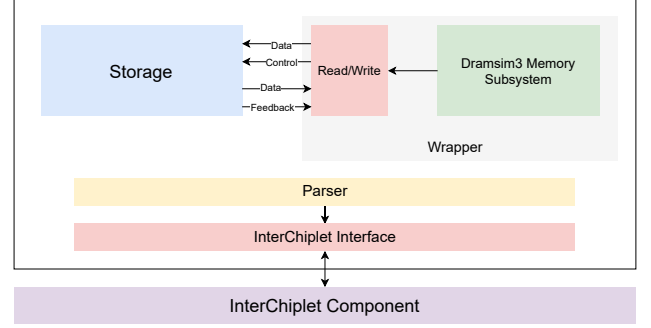 Storage
Data
Control
Data
Feedback
Read/Write
Dramsim3 Memory
Subsystem
Wrapper
Parser
InterChiplet Interface
InterChiplet Component